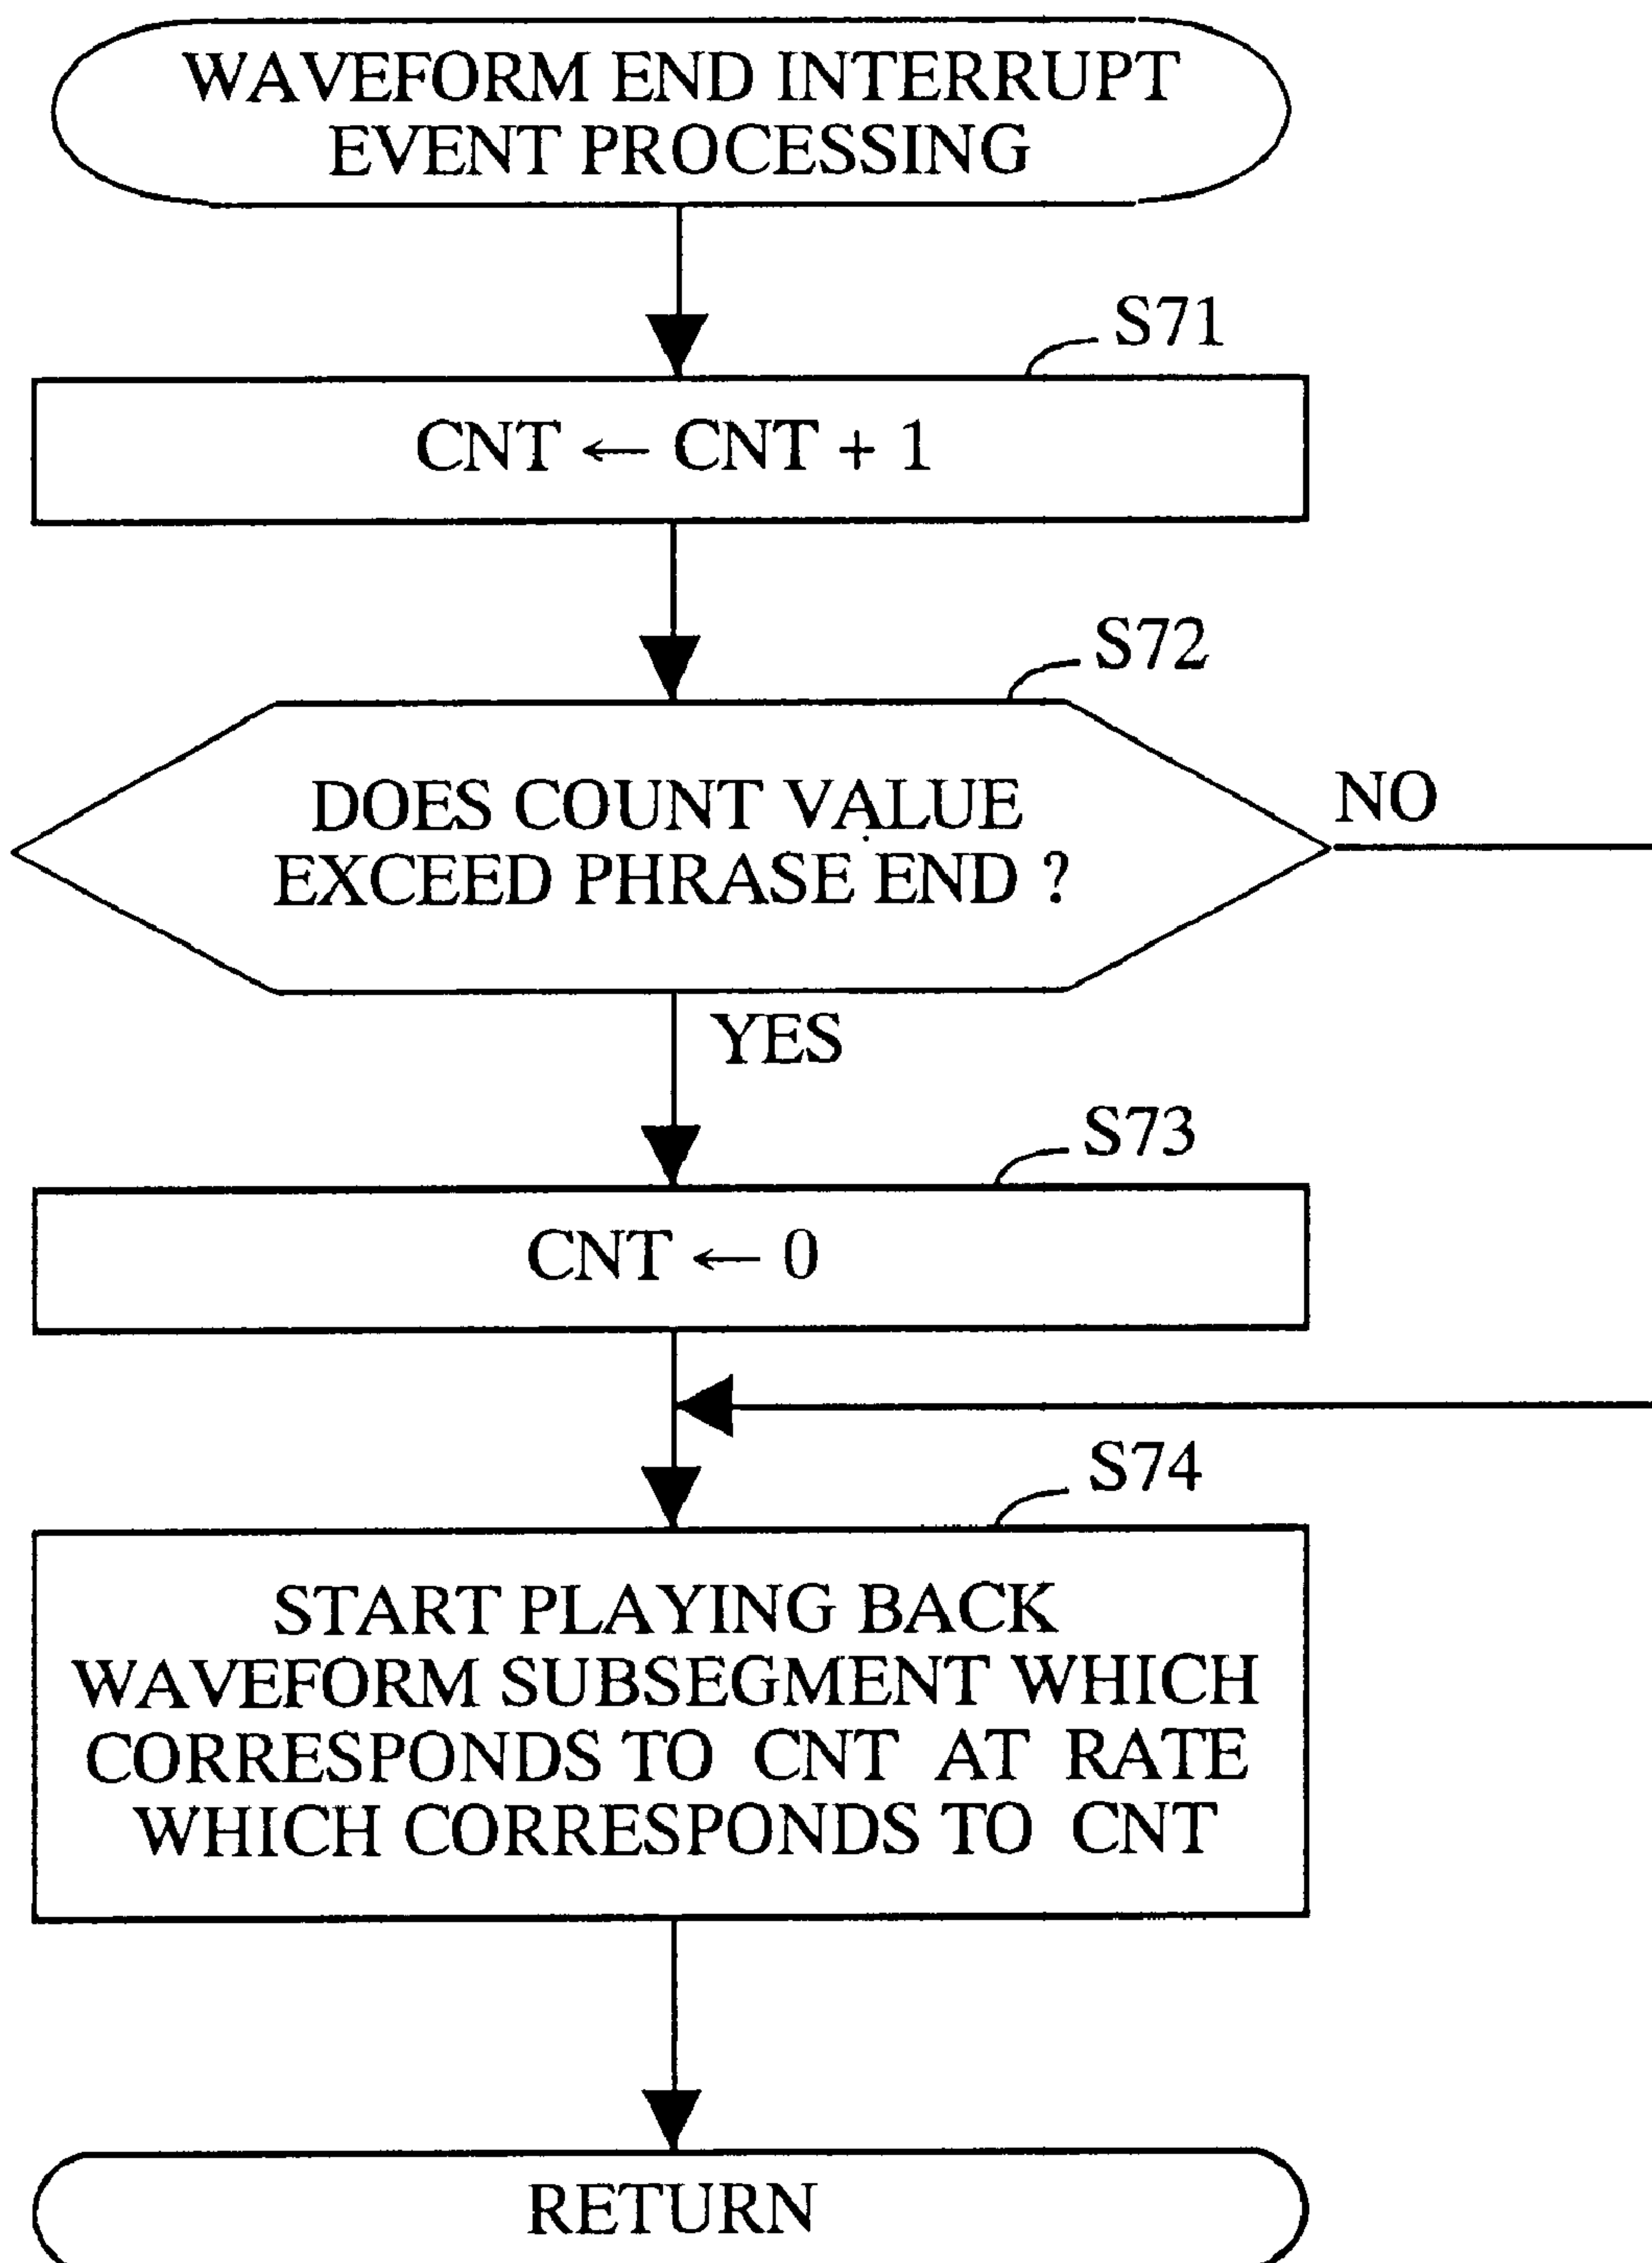 WAVEFORM END INTERRUPT
EVENT PROCESSING
S71
CNT ← CNT + 1
S72
DOES COUNT VALUE
EXCEED PHRASE END ?
NO
YES
S73
CNT ← 0
S74
START PLAYING BACK
WAVEFORM SUBSEGMENT WHICH
CORRESPONDS TO CNT AT RATE
WHICH CORRESPONDS TO CNT
RETURN